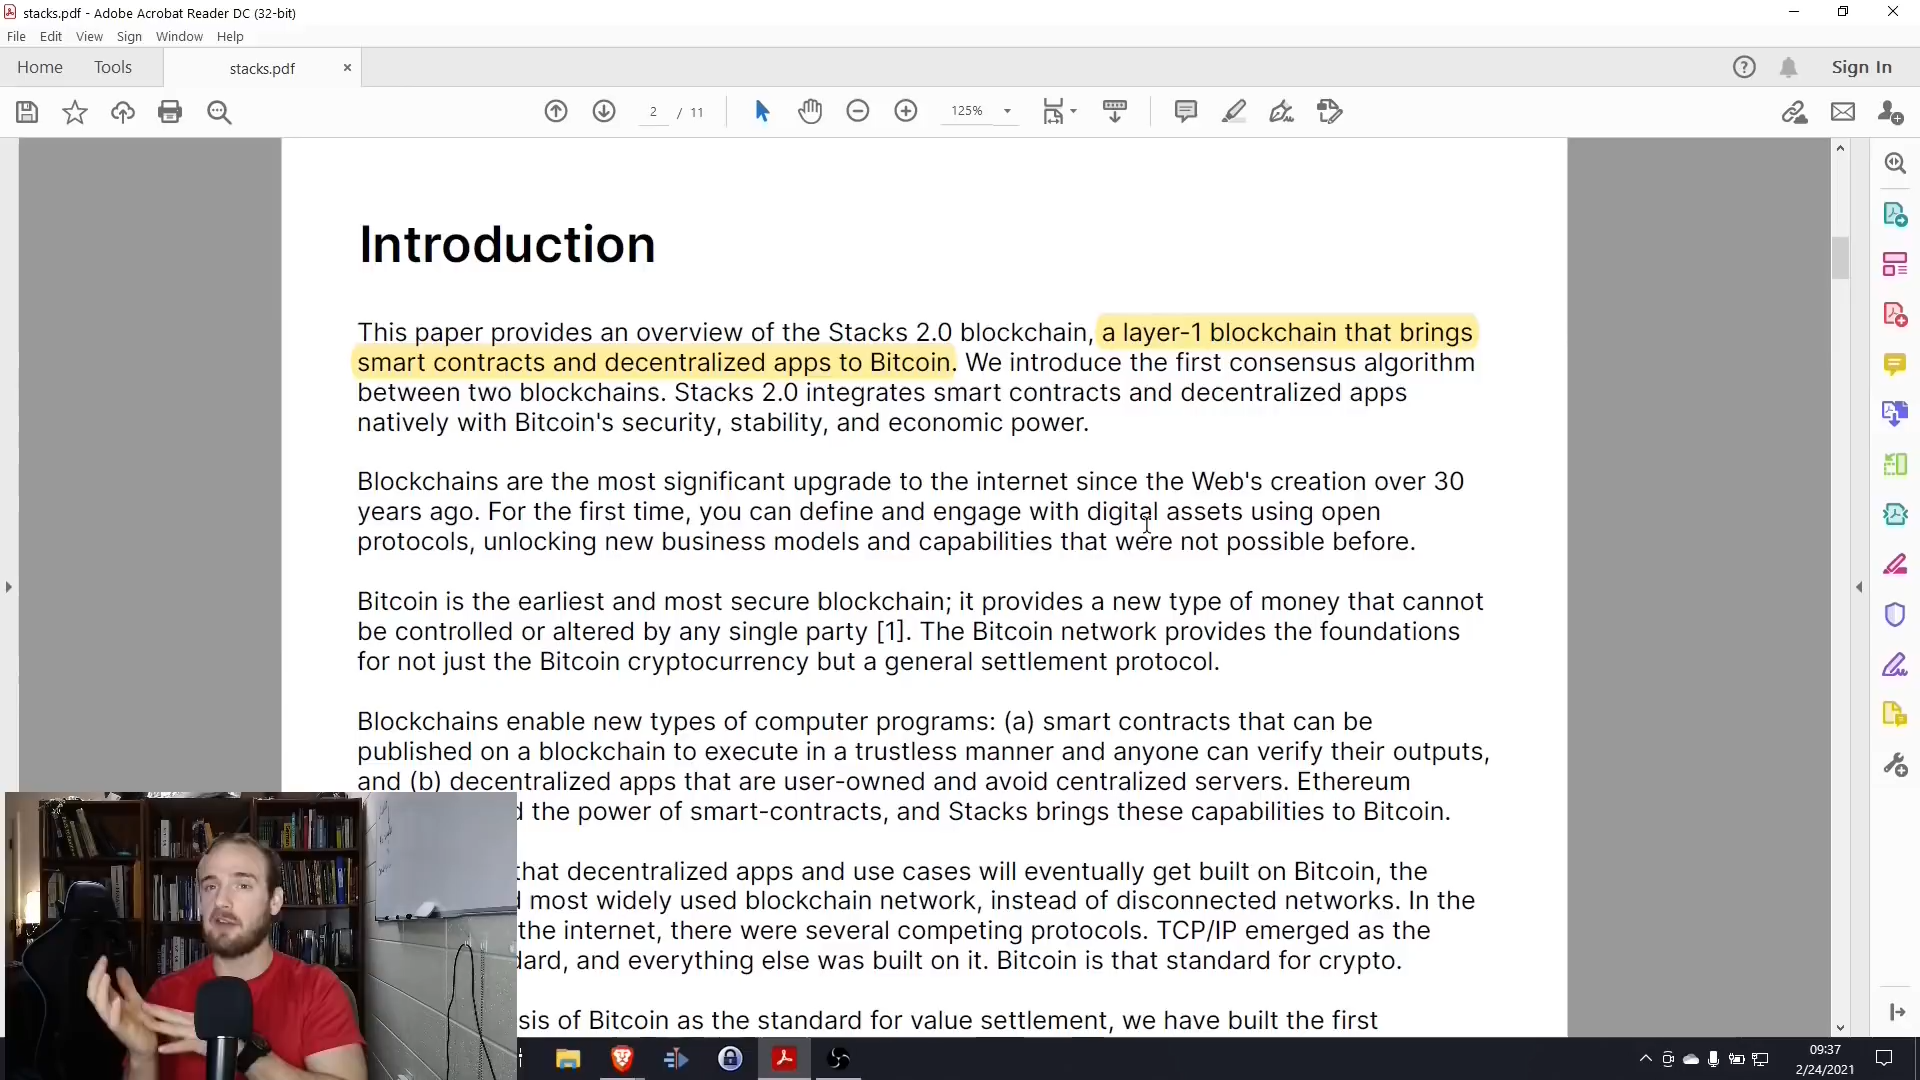 stacks.pdf - Adobe Acrobat Reader DC (32-bit)
File Edit View Sign Window Help
Home Tools stacks.pdf × Sign In
2 / 11 125%
Introduction
This paper provides an overview of the Stacks 2.0 blockchain, a layer-1 blockchain that brings
smart contracts and decentralized apps to Bitcoin. We introduce the first consensus algorithm
between two blockchains. Stacks 2.0 integrates smart contracts and decentralized apps
natively with Bitcoin's security, stability, and economic power.
Blockchains are the most significant upgrade to the internet since the Web's creation over 30
years ago. For the first time, you can define and engage with digital assets using open
protocols, unlocking new business models and capabilities that were not possible before.
Bitcoin is the earliest and most secure blockchain; it provides a new type of money that cannot
be controlled or altered by any single party [1]. The Bitcoin network provides the foundations
for not just the Bitcoin cryptocurrency but a general settlement protocol.
Blockchains enable new types of computer programs: (a) smart contracts that can be
published on a blockchain to execute in a trustless manner and anyone can verify their outputs,
and (b) decentralized apps that are user-owned and avoid centralized servers. Ethereum
the power of smart-contracts, and Stacks brings these capabilities to Bitcoin.
that decentralized apps and use cases will eventually get built on Bitcoin, the
most widely used blockchain network, instead of disconnected networks. In the
the internet, there were several competing protocols. TCP/IP emerged as the
and everything else was built on it. Bitcoin is that standard for crypto.
of Bitcoin as the standard for value settlement, we have built the first
09:37
2/24/2021